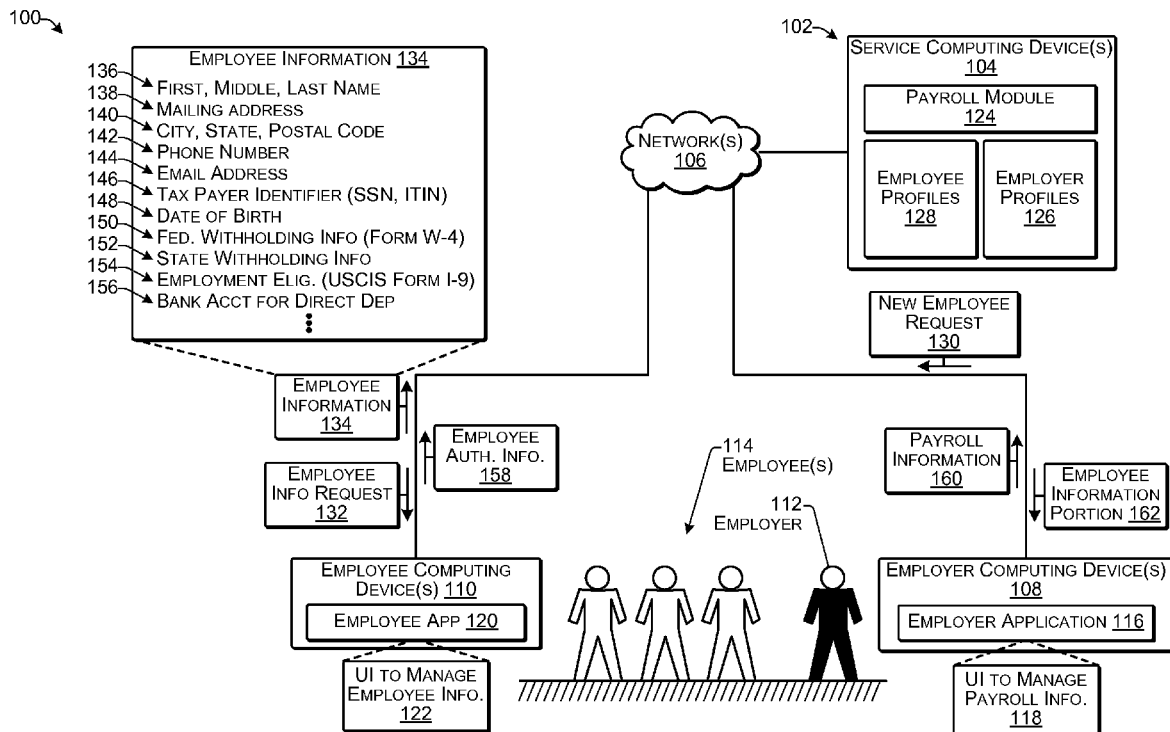 100
EMPLOYEE INFORMATION 134
136 FIRST, MIDDLE, LAST NAME
138 MAILING ADDRESS
140 CITY, STATE, POSTAL CODE
142 PHONE NUMBER
144 EMAIL ADDRESS
146 TAX PAYER IDENTIFIER (SSN, ITIN)
148 DATE OF BIRTH
150 FED. WITHHOLDING INFO (FORM W-4)
152 STATE WITHHOLDING INFO
154 EMPLOYMENT ELIG. (USCIS FORM I-9)
156 BANK ACCT FOR DIRECT DEP
102
SERVICE COMPUTING DEVICE(S)
104
PAYROLL MODULE
124
EMPLOYEE
PROFILES
128
EMPLOYER
PROFILES
126
NETWORK(S)
106
NEW EMPLOYEE
REQUEST
130
EMPLOYEE
INFORMATION
134
EMPLOYEE
AUTH. INFO.
158
EMPLOYEE
INFO REQUEST
132
114
EMPLOYEE(S)
112
EMPLOYER
PAYROLL
INFORMATION
160
EMPLOYEE
INFORMATION
PORTION 162
EMPLOYEE COMPUTING
DEVICE(S) 110
EMPLOYEE APP 120
UI TO MANAGE
EMPLOYEE INFO.
122
EMPLOYER COMPUTING DEVICE(S)
108
EMPLOYER APPLICATION 116
UI TO MANAGE
PAYROLL INFO.
118